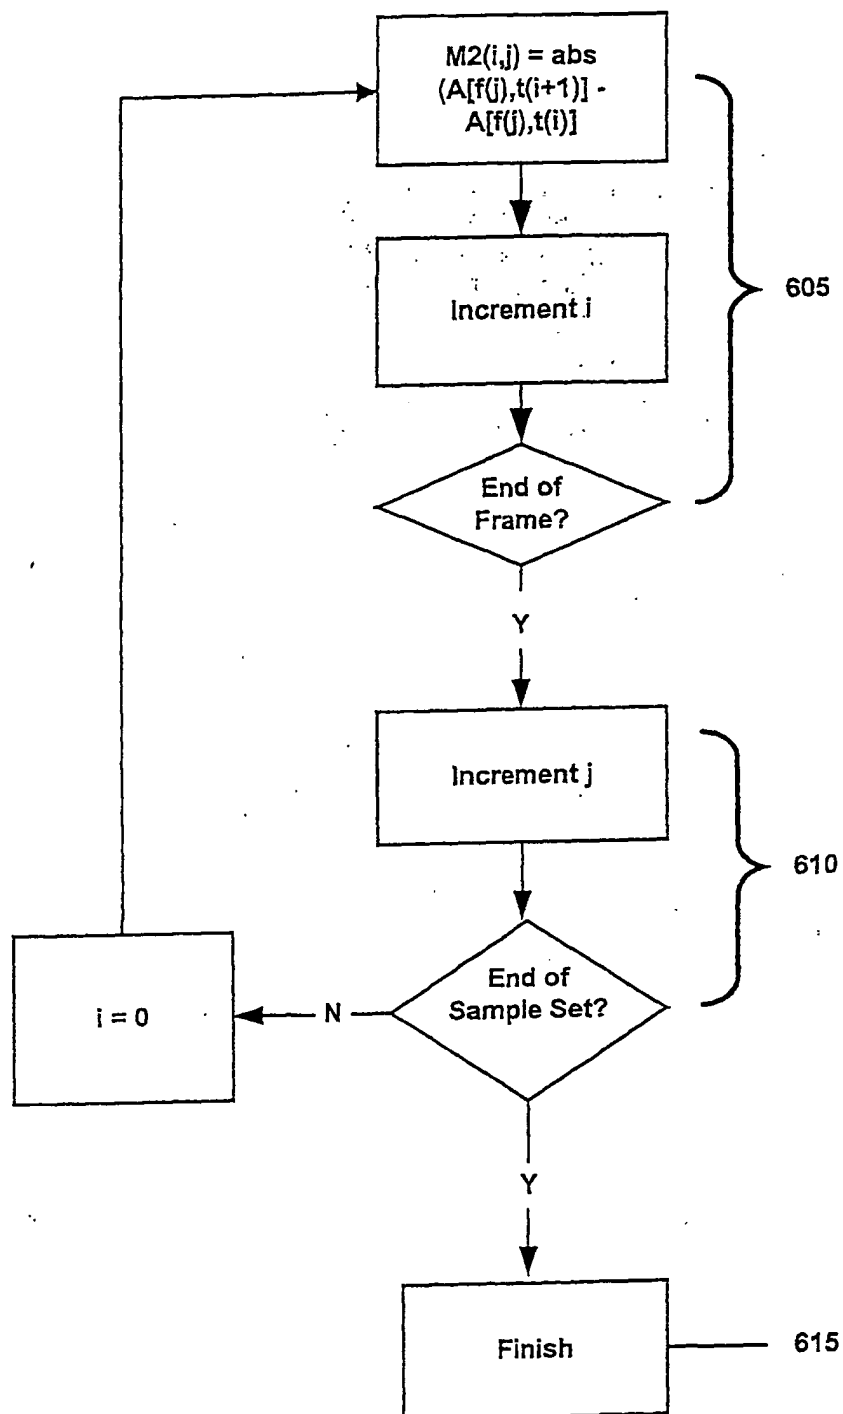 M2(i,j) = abs
(A[f(j),t(i+1)] -
A[f(j),t(i)]
605
Increment i
End of
Frame?
Y
Increment j
610
End of
Sample Set?
N
i = 0
Y
Finish
615